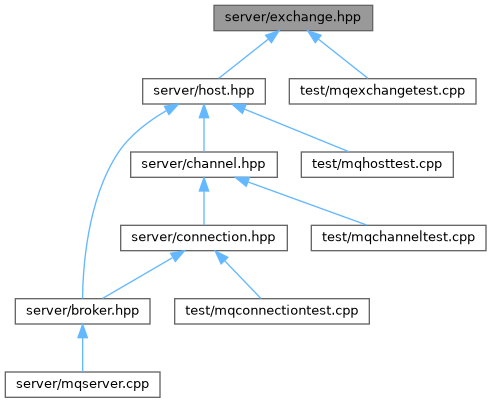 server/exchange.hpp
server/host.hpp
test/mqexchangetest.cpp
server/channel.hpp
test/mqhosttest.cpp
server/connection.hpp
test/mqchanneltest.cpp
server/broker.hpp
test/mqconnectiontest.cpp
server/mqserver.cpp